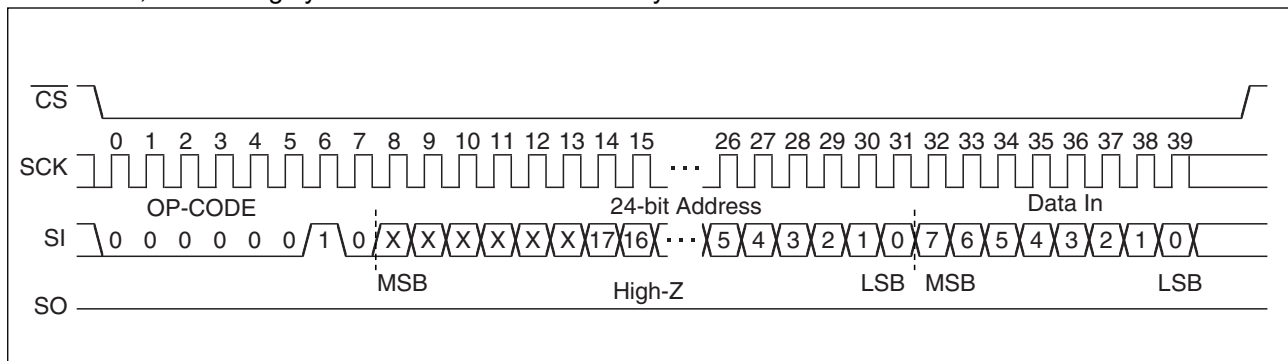 CS
0 1 2 3 4 5 6 7 8 9 10 11 12 13 14 15 26 27 28 29 30 31 32 33 34 35 36 37 38 39
SCK ···
OP-CODE 24-bit Address Data In
SI 0 0 0 0 0 0 1 0 X X X X X X 17 16 ··· 5 4 3 2 1 0 7 6 5 4 3 2 1 0
MSB High-Z LSB MSB LSB
SO